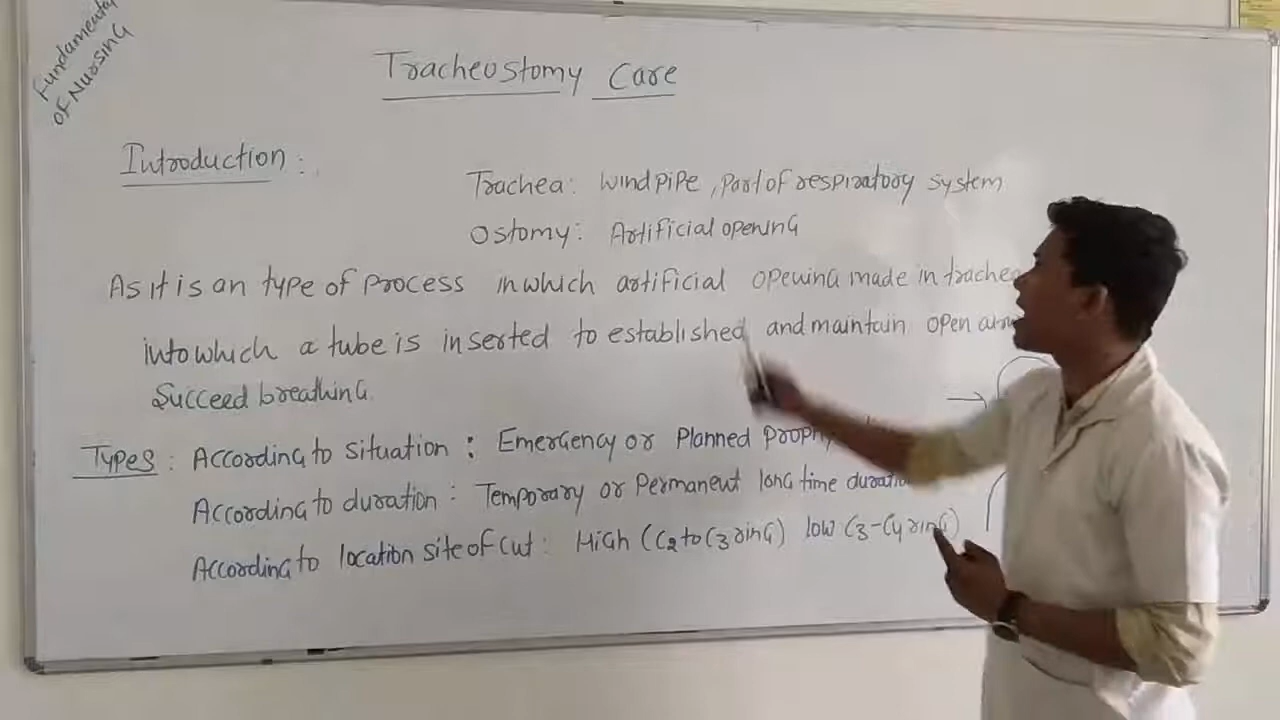 Fundamental
of Nursing
Tracheostomy Care
Introduction :
Trachea: Windpipe, Part of respiratory system
Ostomy: Artificial opening
As it is an type of process in which artificial opening made in trachea
into which a tube is inserted to established and maintain open
Succeed breathing.
Types : According to situation : Emergency or Planned
According to duration : Temporary or Permanent long time
According to location site of cut : High (C2 to C3 ring) low C3-C4 ring)